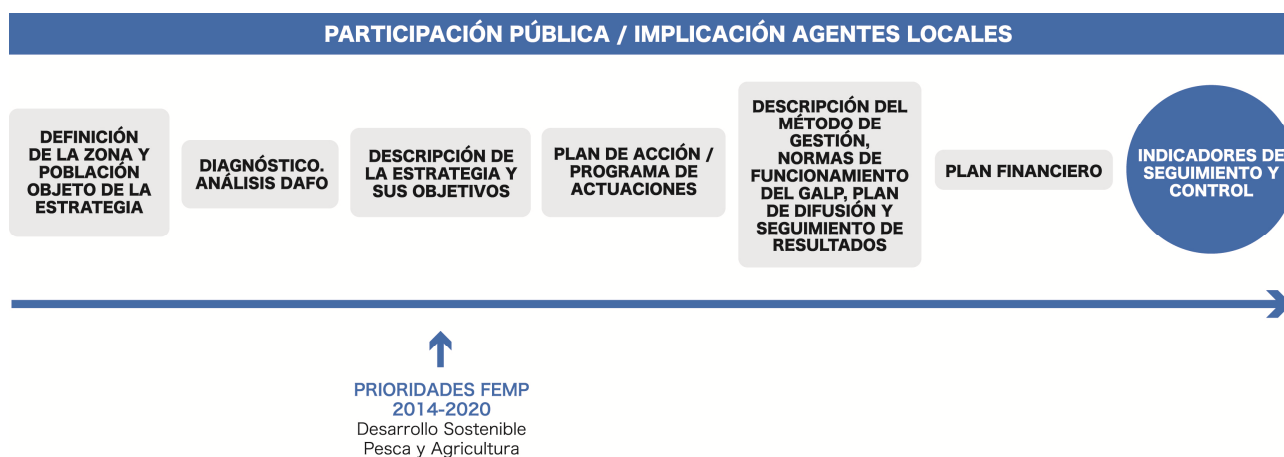 PARTICIPACIÓN PÚBLICA / IMPLICACIÓN AGENTES LOCALES
DEFINICIÓN
DE LA ZONA Y
POBLACIÓN
OBJETO DE LA
ESTRATEGIA
DIAGNÓSTICO.
ANÁLISIS DAFO
DESCRIPCIÓN DE
LA ESTRATEGIA Y
SUS OBJETIVOS
PLAN DE ACCIÓN /
PROGRAMA DE
ACTUACIONES
DESCRIPCIÓN DEL
MÉTODO DE
GESTIÓN,
NORMAS DE
FUNCIONAMIENTO
DEL GALP, PLAN
DE DIFUSIÓN Y
SEGUIMIENTO DE
RESULTADOS
PLAN FINANCIERO
INDICADORES DE
SEGUIMIENTO Y
CONTROL
PRIORIDADES FEMP
2014-2020
Desarrollo Sostenible
Pesca y Agricultura